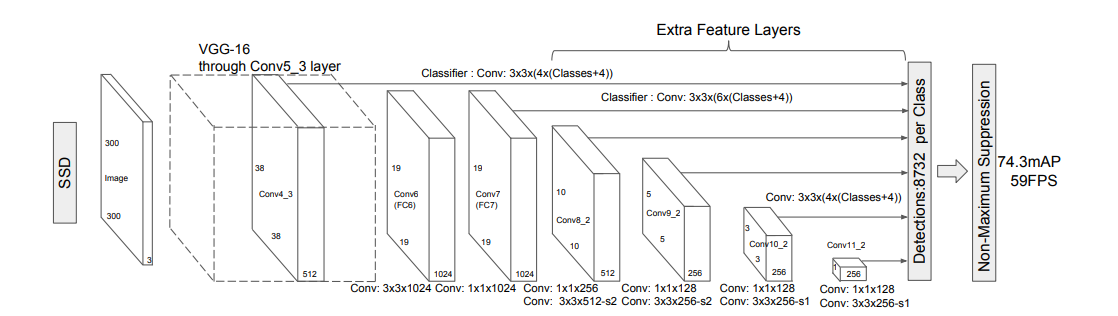 Extra Feature Layers
VGG-16
through Conv5_3 layer
Classifier : Conv: 3x3x(4x(Classes+4))
Classifier : Conv: 3x3x(6x(Classes+4))
SSD
300
Image
300
3
38
Conv4_3
38
512
19
Conv6
(FC6)
19
1024
19
Conv7
(FC7)
19
1024
10
Conv8_2
10
512
5
Conv9_2
5
256
Conv: 3x3x(4x(Classes+4))
3
Conv10_2
3
256
Conv11_2
1
256
Detections:8732 per Class
Non-Maximum Suppression
74.3mAP
59FPS
Conv: 3x3x1024
Conv: 1x1x1024
Conv: 1x1x256
Conv: 3x3x512-s2
Conv: 1x1x128
Conv: 3x3x256-s2
Conv: 1x1x128
Conv: 3x3x256-s1
Conv: 1x1x128
Conv: 3x3x256-s1